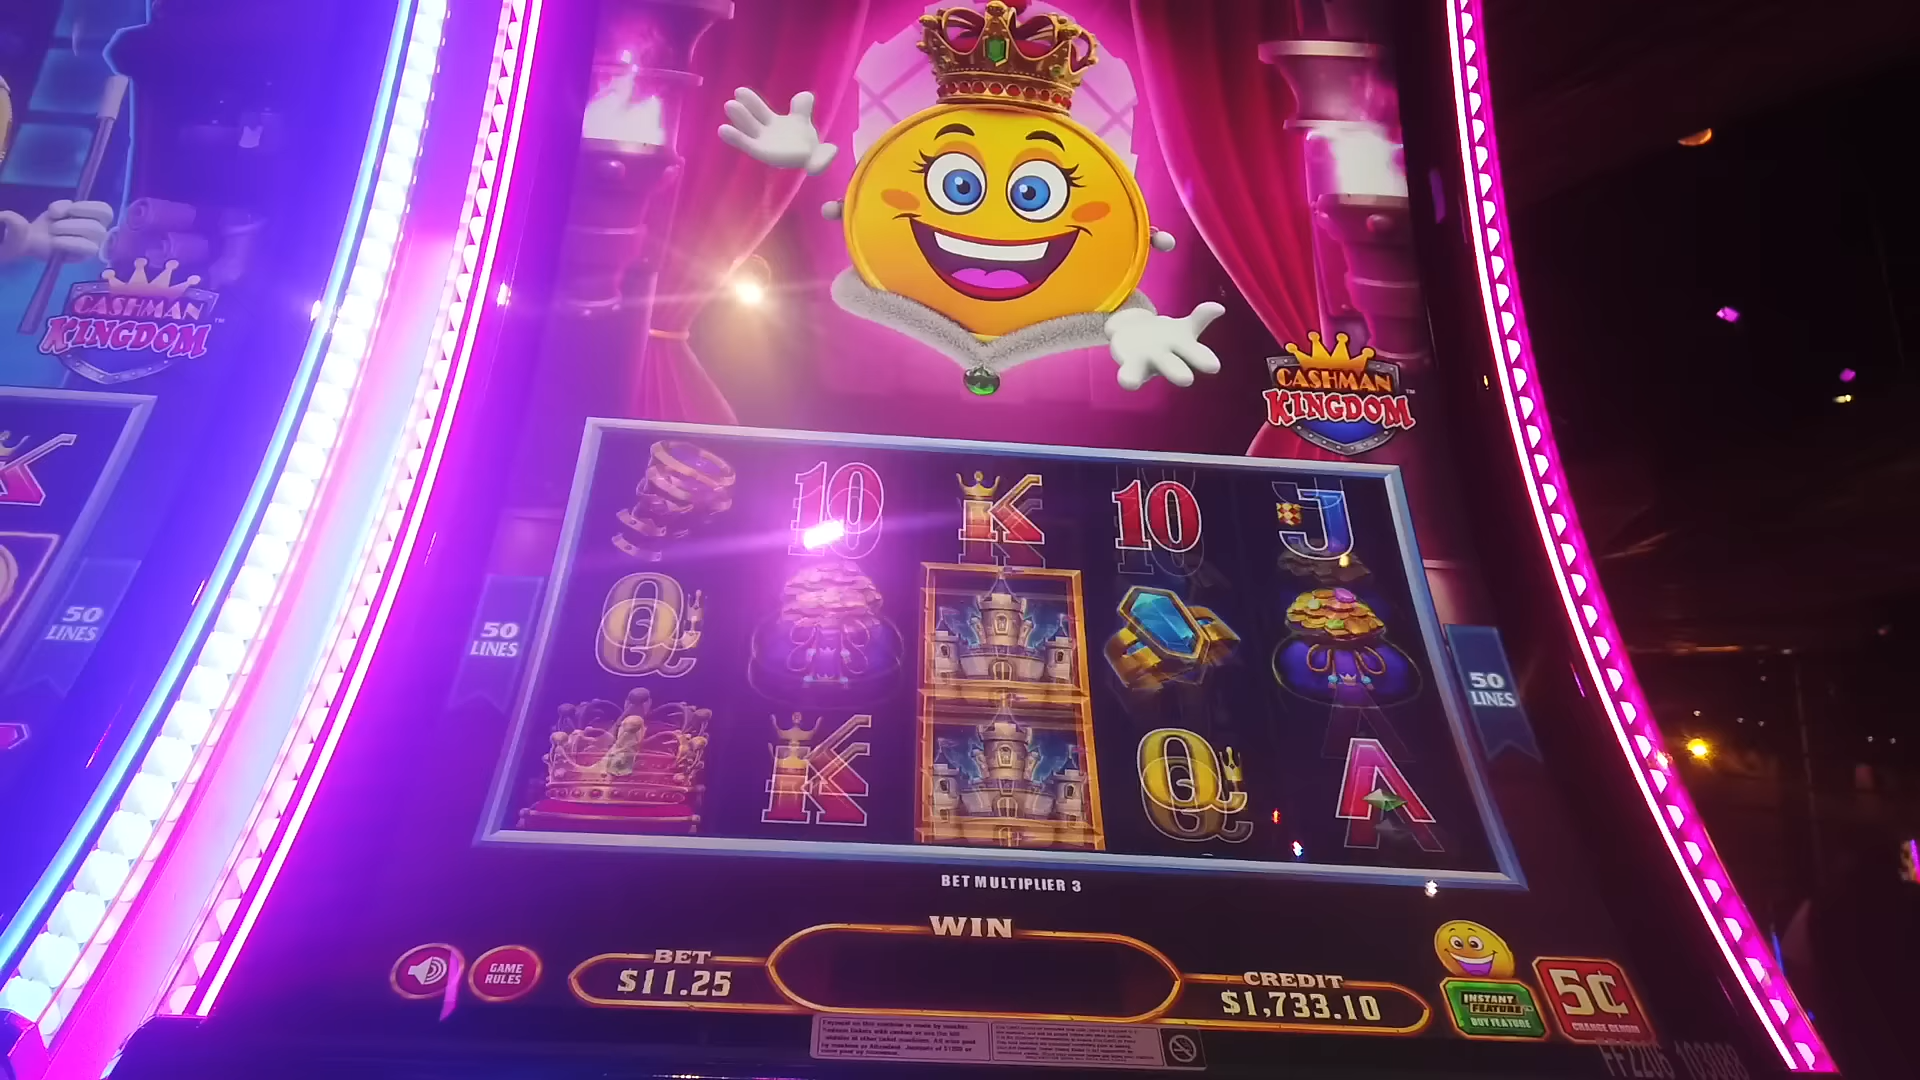 CASHMAN
KINGDOM
CASHMAN
KINGDOM™
10 K 10 J
50
LINES
50
LINES
Q
50
LINES
K Q A
BET MULTIPLIER 3
WIN
GAME
RULES
BET
$11.25
CREDIT
$1,733.10
INSTANT
FEATURE
BUY FEATURE
5¢
CHANGE DENOM